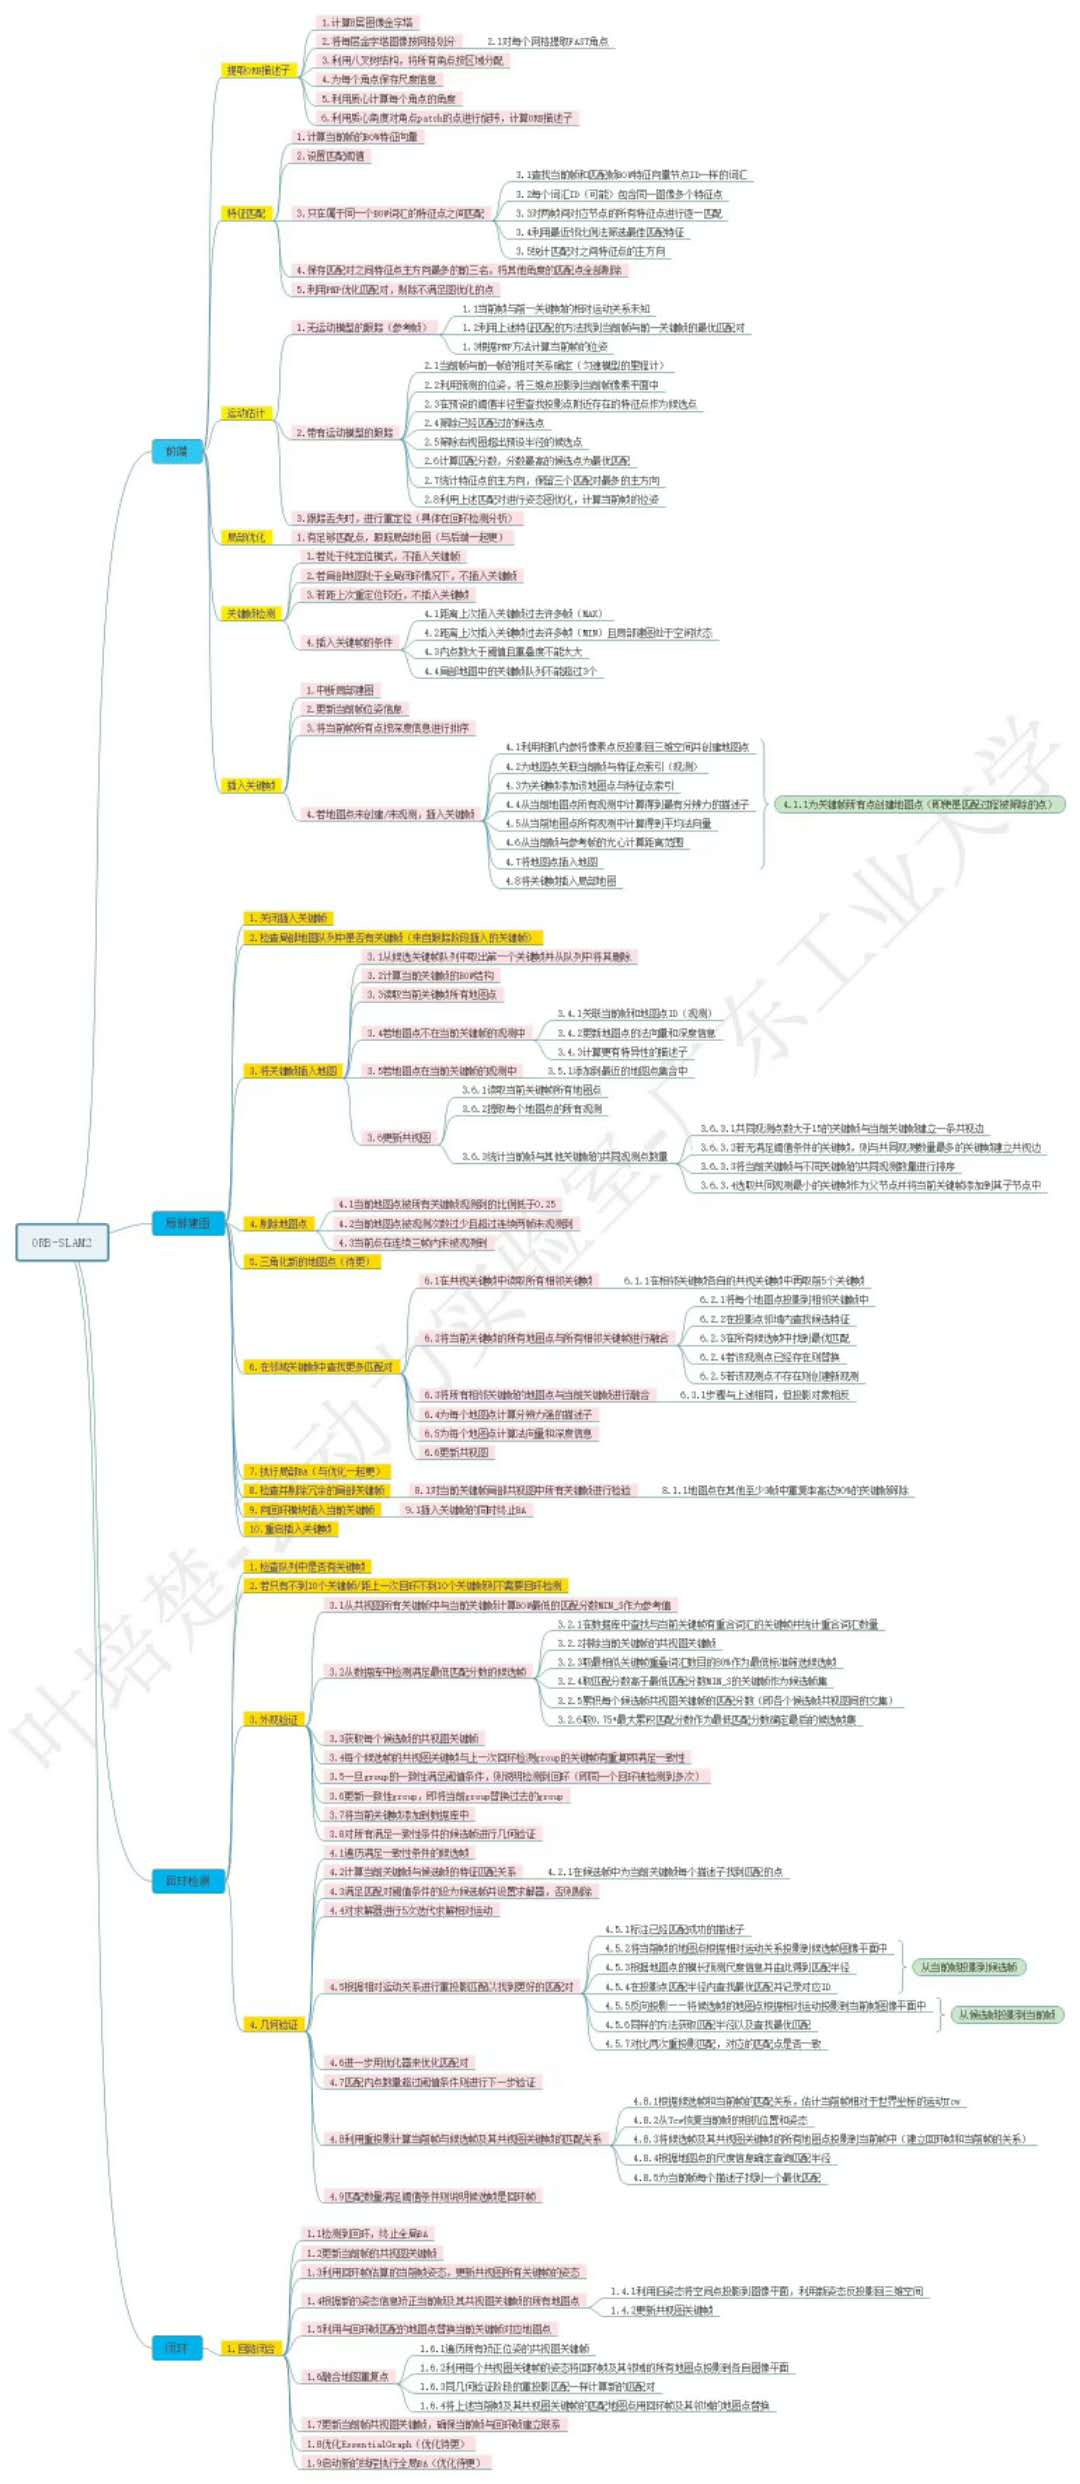 ORB-SLAM2
前端
提取ORB描述子
1.计算8层图像金字塔
2.将每层金字塔图像按网格划分
2.1对每个网格提取FAST角点
3.利用八叉树结构，将所有角点按区域分配
4.为每个角点保存尺度信息
5.利用质心计算每个角点的角度
6.利用质心角度对角点patch的点进行旋转，计算ORB描述子
特征匹配
1.计算当前帧的BOW特征向量
2.设置匹配阈值
3.只在属于同一个BOW词汇的特征点之间匹配
3.1查找当前帧和匹配帧BOW特征向量节点ID一样的词汇
3.2每个词汇ID（可能）包含同一图像多个特征点
3.3对两帧间对应节点的所有特征点进行逐一匹配
3.4利用最近邻比例法筛选最佳匹配特征
3.5统计匹配对之间特征点的主方向
4.保存匹配对之间特征点主方向最多的前三名，将其他角度的匹配点全部剔除
5.利用PNP优化匹配对，剔除不满足图优化的点
运动估计
1.无运动模型的跟踪（参考帧）
1.1当前帧与前一关键帧的相对运动关系未知
1.2利用上述特征匹配的方法找到当前帧与前一关键帧的最优匹配对
1.3根据PNP方法计算当前帧的位姿
2.带有运动模型的跟踪
2.1当前帧与前一帧的相对关系确定（匀速模型的里程计）
2.2利用预测的位姿，将三维点投影到当前帧像素平面中
2.3在预设的阈值半径里查找投影点附近存在的特征点作为候选点
2.4剔除已经匹配过的候选点
2.5剔除右视图超出预设半径的候选点
2.6计算匹配分数，分数最高的候选点为最优匹配
2.7统计特征点的主方向，保留三个匹配对最多的主方向
2.8利用上述匹配对进行姿态图优化，计算当前帧的位姿
3.跟踪丢失时，进行重定位（具体在回环检测分析）
局部优化
1.有足够匹配点，跟踪局部地图（与后端一起更）
关键帧检测
1.若处于纯定位模式，不插入关键帧
2.若局部地图处于全局闭环情况下，不插入关键帧
3.若距上次重定位较近，不插入关键帧
4.插入关键帧的条件
4.1距离上次插入关键帧过去许多帧（MAX）
4.2距离上次插入关键帧过去许多帧（MIN）且局部建图处于空闲状态
4.3内点数大于阈值且重叠度不能太大
4.4局部地图中的关键帧队列不能超过3个
插入关键帧
1.中断局部建图
2.更新当前帧位姿信息
3.将当前帧所有点按深度信息进行排序
4.若地图点未创建/未观测，插入关键帧
4.1利用相机内参将像素点反投影回三维空间并创建地图点
4.2为地图点关联当前帧与特征点索引（观测）
4.3为关键帧添加该地图点与特征点索引
4.4从当前地图点所有观测中计算得到最有分辨力的描述子
4.5从当前地图点所有观测中计算得到平均法向量
4.6从当前帧与参考帧的光心计算距离范围
4.7将地图点插入地图
4.8将关键帧插入局部地图
4.1.1为关键帧所有点创建地图点（即便是匹配过程被剔除的点）
局部建图
1.关闭插入关键帧
2.检查局部地图队列中是否有关键帧（来自跟踪阶段插入的关键帧）
3.将关键帧插入地图
3.1从候选关键帧队列中取出第一个关键帧并从队列中将其删除
3.2计算当前关键帧的BOW结构
3.3读取当前关键帧所有地图点
3.4若地图点不在当前关键帧的观测中
3.4.1关联当前帧和地图点ID（观测）
3.4.2更新地图点的法向量和深度信息
3.4.3计算更有特异性的描述子
3.5若地图点在当前关键帧的观测中
3.5.1添加到最近的地图点集合中
3.6更新共视图
3.6.1读取当前关键帧所有地图点
3.6.2提取每个地图点的所有观测
3.6.3统计当前帧与其他关键帧的共同观测点数量
3.6.3.1共同观测点数大于15的关键帧与当前关键帧建立一条共视边
3.6.3.2若无满足阈值条件的关键帧，则与共同观测数量最多的关键帧建立共视边
3.6.3.3将当前关键帧与不同关键帧的共同观测数量进行排序
3.6.3.4选取共同观测最小的关键帧作为父节点并将当前关键帧添加到其子节点中
4.剔除地图点
4.1当前地图点被所有关键帧观测到的比例低于0.25
4.2当前地图点被观测次数过少且超过连续两帧未观测到
4.3当前点在连续三帧内未被观测到
5.三角化新的地图点（待更）
6.在邻域关键帧中查找更多匹配对
6.1在共视关键帧中读取所有相邻关键帧
6.1.1在相邻关键帧各自的共视关键帧中再取前5个关键帧
6.2将当前关键帧的所有地图点与所有相邻关键帧进行融合
6.2.1将每个地图点投影到相邻关键帧中
6.2.2在投影点邻域内查找候选特征
6.2.3在所有候选帧中找到最优匹配
6.2.4若该观测点已经存在则替换
6.2.5若该观测点不存在则创建新观测
6.3将所有相邻关键帧的地图点与当前关键帧进行融合
6.3.1步骤与上述相同，但投影对象相反
6.4为每个地图点计算分辨力强的描述子
6.5为每个地图点计算法向量和深度信息
6.6更新共视图
7.执行局部BA（与优化一起更）
8.检查并剔除冗余的局部关键帧
8.1对当前关键帧局部共视图中所有关键帧进行检验
8.1.1地图点在其他至少3帧中重复率高达90%的关键帧剔除
9.向回环模块插入当前关键帧
9.1插入关键帧的同时终止BA
10.重启插入关键帧
回环检测
1.检查队列中是否有关键帧
2.若只有不到10个关键帧/距上一次回环不到10个关键帧则不需要回环检测
3.外观验证
3.1从共视图所有关键帧中与当前关键帧计算BOW最低的匹配分数MIN_S作为参考值
3.2从数据库中检测满足最低匹配分数的候选帧
3.2.1在数据库中查找与当前关键帧有重合词汇的关键帧并统计重合词汇数量
3.2.2排除当前关键帧的共视图关键帧
3.2.3取最相似关键帧重叠词汇数目的80%作为最低标准筛选候选帧
3.2.4取匹配分数高于最低匹配分数MIN_S的关键帧作为候选帧集
3.2.5累积每个候选帧共视图关键帧的匹配分数（即各个候选帧共视图间的交集）
3.2.6取0.75*最大累积匹配分数作为最低匹配分数确定最后的候选帧集
3.3获取每个候选帧的共视图关键帧
3.4每个候选帧的共视图关键帧与上一次回环检测group的关键帧有重复即满足一致性
3.5一旦group的一致性满足阈值条件，则说明检测到回环（即同一个回环被检测到多次）
3.6更新一致性group，即将当前group替换过去的group
3.7将当前关键帧添加到数据库中
3.8对所有满足一致性条件的候选帧进行几何验证
4.几何验证
4.1遍历满足一致性条件的候选帧
4.2计算当前关键帧与候选帧的特征匹配关系
4.2.1在候选帧中为当前关键帧每个描述子找到匹配的点
4.3满足匹配对阈值条件的设为候选帧并设置求解器，否则剔除
4.4对求解器进行5次迭代求解相对运动
4.5根据相对运动关系进行重投影匹配以找到更好的匹配对
4.5.1标注已经匹配成功的描述子
4.5.2将当前帧的地图点根据相对运动关系投影到候选帧图像平面中
4.5.3根据地图点的模长预测尺度信息并由此得到匹配半径
4.5.4在投影点匹配半径内查找最优匹配并记录对应ID
从当前帧投影到候选帧
4.5.5反向投影——将候选帧的地图点根据相对运动投影到当前帧图像平面中
4.5.6同样的方法获取匹配半径以及查找最优匹配
从候选帧投影到当前帧
4.5.7对比两次重投影匹配，对应的匹配点是否一致
4.6进一步用优化器来优化匹配对
4.7匹配内点数量超过阈值条件则进行下一步验证
4.8利用重投影计算当前帧与候选帧及其共视图关键帧的匹配关系
4.8.1根据候选帧和当前帧的匹配关系，估计当前帧相对于世界坐标的运动Tcw
4.8.2从Tcw恢复当前帧的相机位置和姿态
4.8.3将候选帧及其共视图关键帧的所有地图点投影到当前帧中（建立回环帧和当前帧的关系）
4.8.4根据地图点的尺度信息确定查询匹配半径
4.8.5为当前帧每个描述子找到一个最优匹配
4.9匹配数量满足阈值条件则说明候选帧是回环帧
闭环
1.回路闭合
1.1检测到回环，终止全局BA
1.2更新当前帧的共视图关键帧
1.3利用回环帧估算的当前帧姿态，更新共视图所有关键帧的姿态
1.4根据新的姿态信息矫正当前帧及其共视图关键帧的所有地图点
1.4.1利用旧姿态将空间点投影到图像平面，利用新姿态反投影回三维空间
1.4.2更新共视图关键帧
1.5利用与回环帧匹配的地图点替换当前关键帧对应地图点
1.6融合地图重复点
1.6.1遍历所有矫正位姿的共视图关键帧
1.6.2利用每个共视图关键帧的姿态将回环帧及其邻域的所有地图点投影到各自图像平面
1.6.3同几何验证阶段的重投影匹配一样计算新的匹配对
1.6.4将上述当前帧及其共视图关键帧的匹配地图点用回环帧及其邻域的地图点替换
1.7更新当前帧共视图关键帧，确保当前帧与回环帧建立联系
1.8优化EssentialGraph（优化待更）
1.9启动新的线程执行全局BA（优化待更）